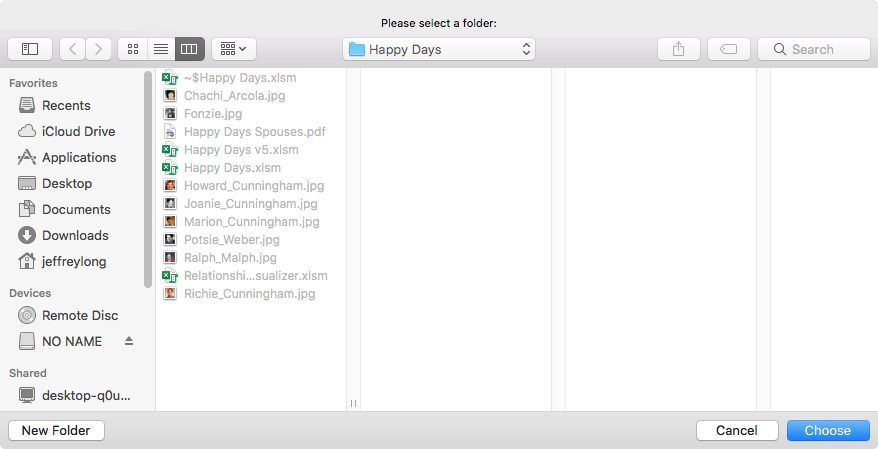 Please select a folder:
Happy Days
Search
Favorites
Recents
iCloud Drive
Applications
Desktop
Documents
Downloads
jeffreylong
Devices
Remote Disc
NO NAME
Shared
desktop-q0u...
~$Happy Days.xlsm
Chachi_Arcola.jpg
Fonzie.jpg
Happy Days Spouses.pdf
Happy Days v5.xlsm
Happy Days.xlsm
Howard_Cunningham.jpg
Joanie_Cunningham.jpg
Marion_Cunningham.jpg
Potsie_Weber.jpg
Ralph_Malph.jpg
Relationshi...sualizer.xlsm
Richie_Cunningham.jpg
New Folder
Cancel
Choose